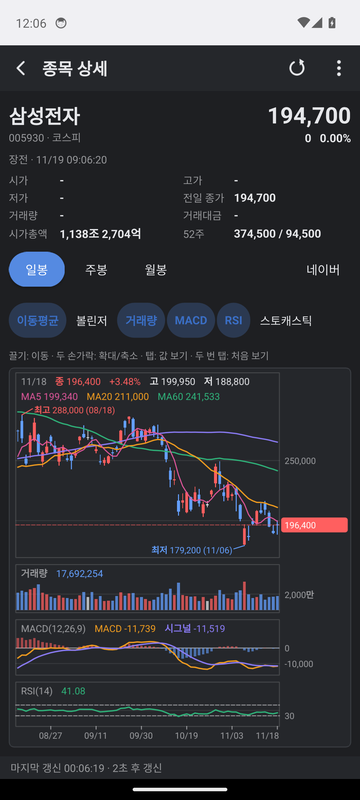 12:06
종목 상세
삼성전자 194,700
005930 · 코스피 0 0.00%
장전 · 11/19 09:06:20
시가 - 고가 -
저가 - 전일 종가 194,700
거래량 - 거래대금 -
시가총액 1,138조 2,704억 52주 374,500 / 94,500
일봉 주봉 월봉 네이버
이동평균 볼린저 거래량 MACD RSI 스토캐스틱
끌기: 이동 · 두 손가락: 확대/축소 · 탭: 값 보기 · 두 번 탭: 처음 보기
11/18 종 196,400 +3.48% 고 199,950 저 188,800
MA5 199,340 MA20 211,000 MA60 241,533
최고 288,000 (08/18)
250,000
196,400
최저 179,200 (11/06)
거래량 17,692,254
2,000만
MACD(12,26,9) MACD -11,739 시그널 -11,519
0
-10,000
RSI(14) 41.08
30
08/27 09/11 09/30 10/19 11/03 11/18
마지막 갱신 00:06:19 · 2초 후 갱신